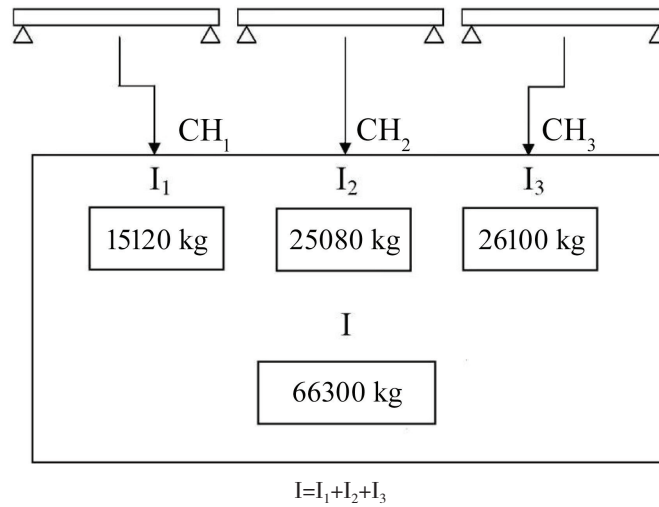 CH₁ CH₂ CH₃
I₁ I₂ I₃
15120 kg 25080 kg 26100 kg
I
66300 kg
I=I₁+I₂+I₃